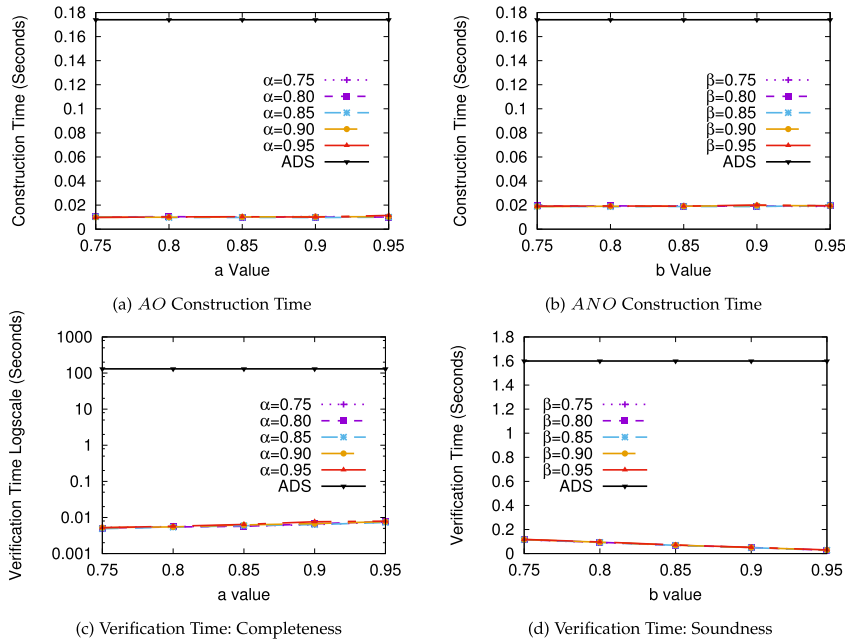 0.18
0.16
0.14
0.12
0.1
0.08
0.06
0.04
0.02
0
Construction Time (Seconds)
α=0.75
α=0.80
α=0.85
α=0.90
α=0.95
ADS
0.75 0.8 0.85 0.9 0.95
a Value
(a) AO Construction Time
0.18
0.16
0.14
0.12
0.1
0.08
0.06
0.04
0.02
0
Construction Time (Seconds)
β=0.75
β=0.80
β=0.85
β=0.90
β=0.95
ADS
0.75 0.8 0.85 0.9 0.95
b Value
(b) ANO Construction Time
1000
100
10
1
0.1
0.01
0.001
Verification Time Logscale (Seconds)
α=0.75
α=0.80
α=0.85
α=0.90
α=0.95
ADS
0.75 0.8 0.85 0.9 0.95
a value
(c) Verification Time: Completeness
1.8
1.6
1.4
1.2
1
0.8
0.6
0.4
0.2
0
Verification Time (Seconds)
β=0.75
β=0.80
β=0.85
β=0.90
β=0.95
ADS
0.75 0.8 0.85 0.9 0.95
b value
(d) Verification Time: Soundness